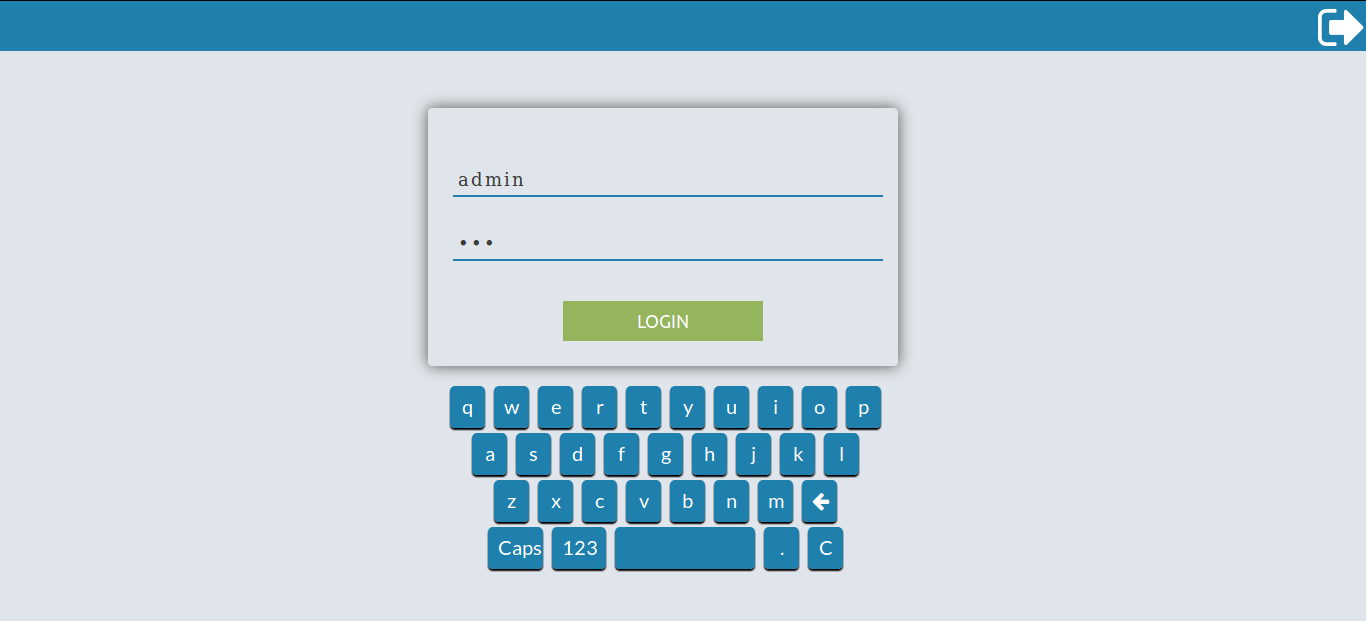 admin
•••
LOGIN
q w e r t y u i o p
a s d f g h j k l
z x c v b n m
Caps 123 . C